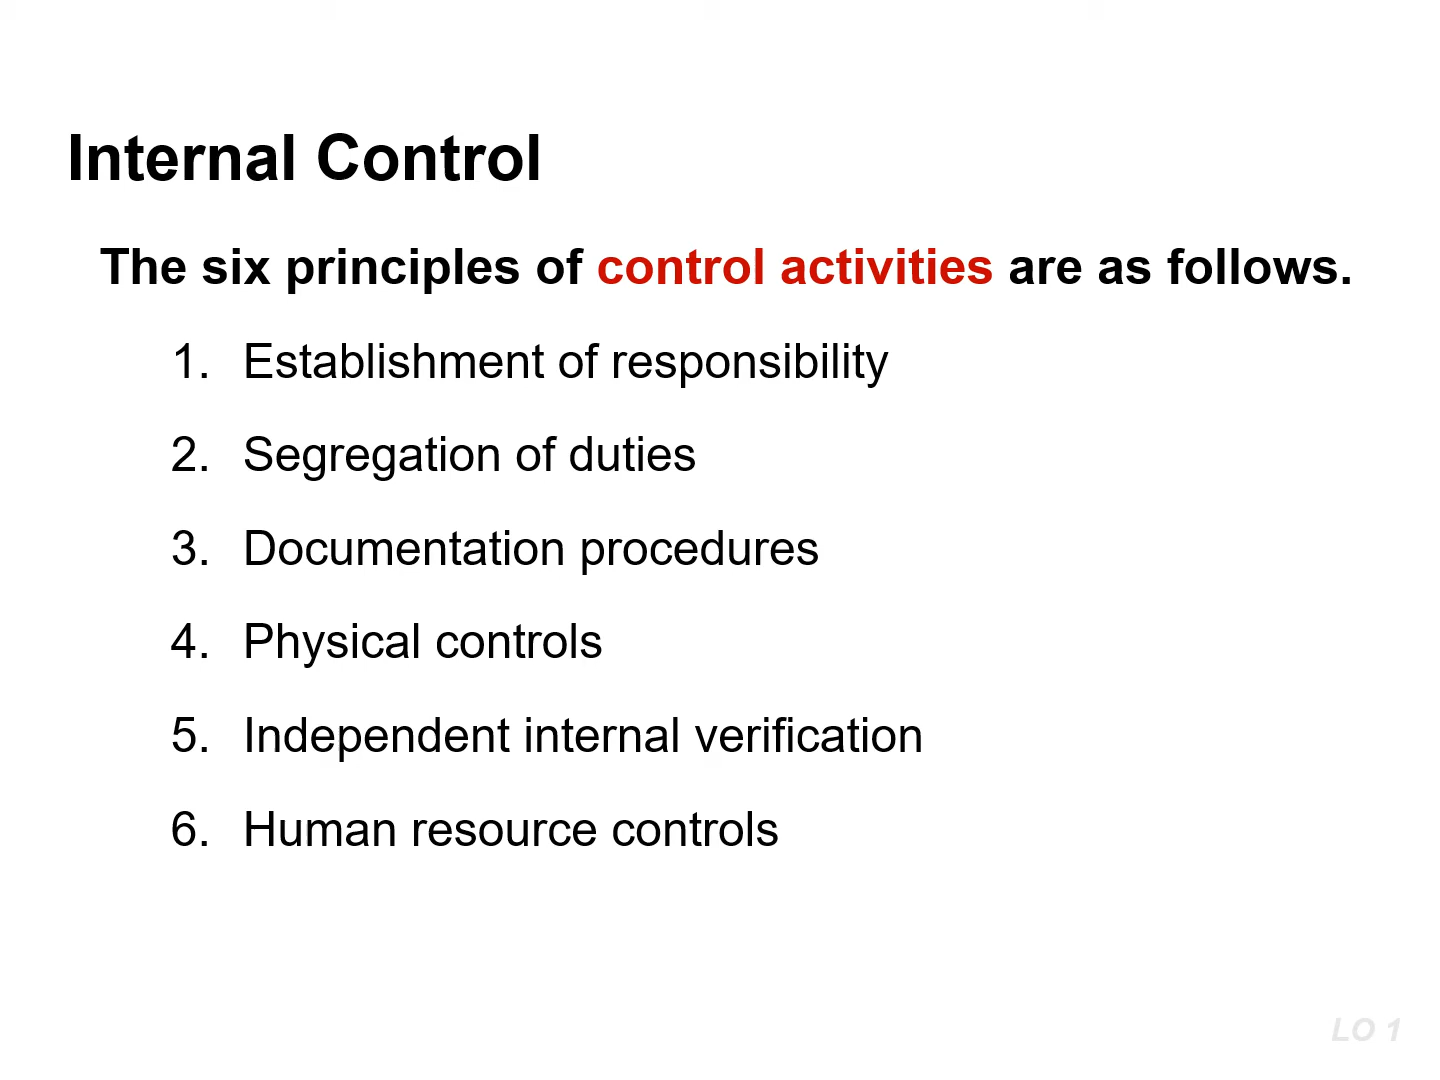 Internal Control
The six principles of control activities are as follows.
1. Establishment of responsibility
2. Segregation of duties
3. Documentation procedures
4. Physical controls
5. Independent internal verification
6. Human resource controls
LO 1